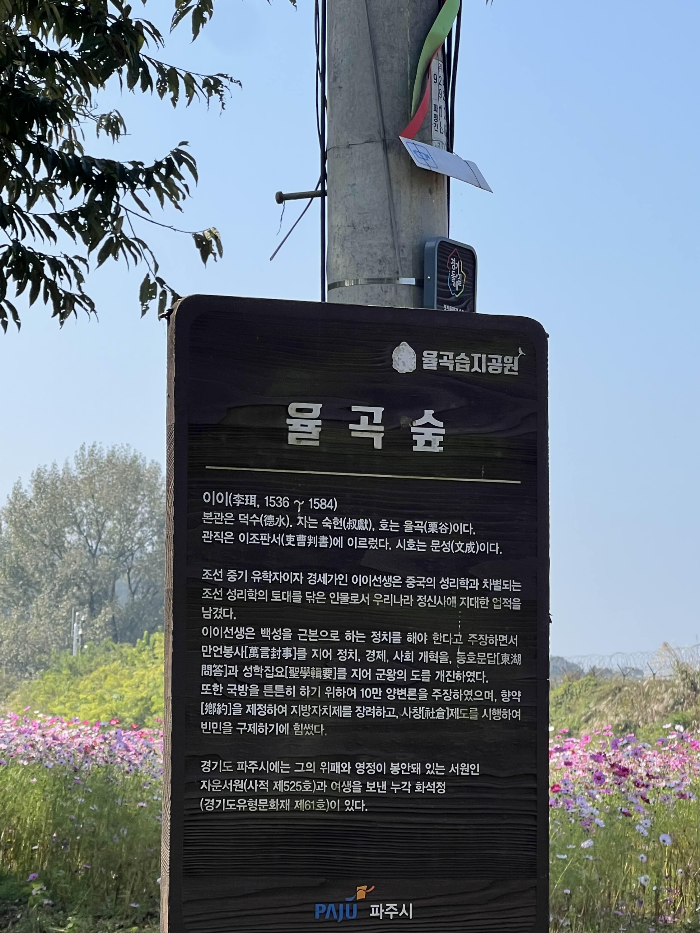 경기
둘레길
율곡습지공원
율 곡 숲
이이(李珥, 1536 ~ 1584)
본관은 덕수(德水), 자는 숙헌(叔獻), 호는 율곡(栗谷)이다.
관직은 이조판서(吏曹判書)에 이르렀다. 시호는 문성(文成)이다.
조선 중기 유학자이자 경세가인 이이선생은 중국의 성리학과 차별되는
조선 성리학의 토대를 닦은 인물로서 우리나라 정신사에 지대한 업적을
남겼다.
이이선생은 백성을 근본으로 하는 정치를 해야 한다고 주장하면서
만언봉사[萬言封事]를 지어 정치, 경제, 사회 개혁을, 동호문답[東湖
問答]과 성학집요[聖學輯要]를 지어 군왕의 도를 개진하였다.
또한 국방을 튼튼히 하기 위하여 10만 양변론을 주장하였으며, 향약
[鄕約]을 제정하여 지방자치제를 장려하고, 사창[社倉]제도를 시행하여
빈민을 구제하기에 힘썼다.
경기도 파주시에는 그의 위패와 영정이 봉안돼 있는 서원인
자운서원(사적 제525호)과 여생을 보낸 누각 화석정
(경기도유형문화재 제61호)이 있다.
PAJU 파주시